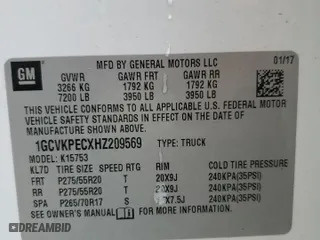 GM
MFD BY GENERAL MOTORS LLC
01/17
GVWR GAWR FRT GAWR RR
3266 KG 1792 KG 1792 KG
7200 LB 3950 LB 3950 LB
THIS VEHICLE CONFORMS TO ALL APPLICABLE U.S. FEDERAL MOTOR
VEHICLE SAFETY STANDARDS IN EFFECT ON THE DATE OF
MANUFACTURE SHOWN ABOVE.
1GCVKPECXHZ209569 TYPE: TRUCK
MODEL: K15753
KL7D TIRE SIZE SPEED RTG RIM COLD TIRE PRESSURE
FRT P275/55R20 T 20X9J 240KPA(35PSI)
RR P275/55R20 T 20X9J 240KPA(35PSI)
SPA P265/70R17 T X7.5J 240KPA(35PSI)
SEE OWNER'S MANUAL FOR